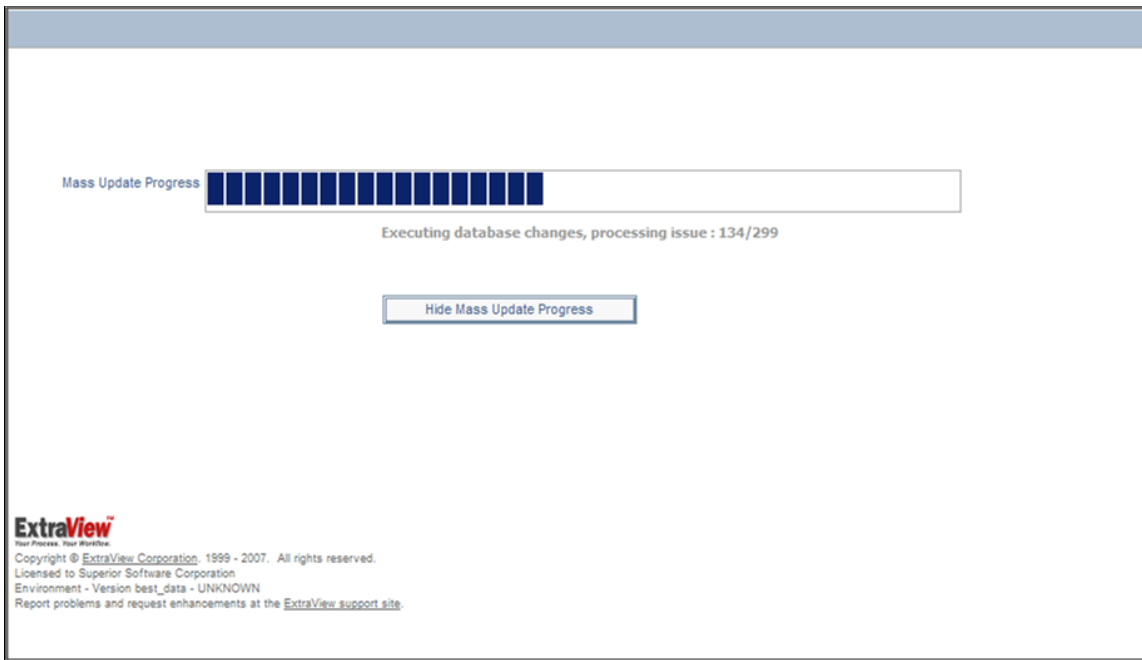 Mass Update Progress
Executing database changes, processing issue : 134/299
Hide Mass Update Progress
ExtraView™
Your Process. Your Workflow.
Copyright © ExtraView Corporation. 1999 - 2007. All rights reserved.
Licensed to Superior Software Corporation
Environment - Version best_data - UNKNOWN
Report problems and request enhancements at the ExtraView support site.